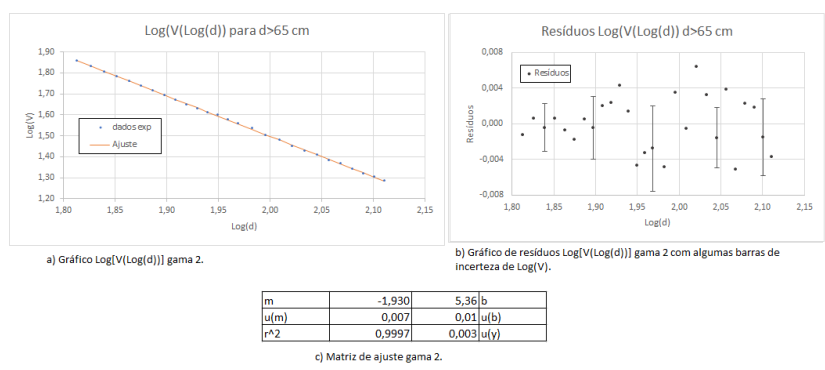 Log(V(Log(d)) para d>65 cm
1,90
1,80
1,70
1,60
1,50
1,40
1,30
1,20
Log(V)
dados exp
Ajuste
1,80 1,85 1,90 1,95 2,00 2,05 2,10 2,15
Log(d)
a) Gráfico Log[V(Log(d))] gama 2.
Resíduos Log(V(Log(d)) d>65 cm
0,008
0,004
0,000
-0,004
-0,008
Resíduos
Resíduos
1,80 1,85 1,90 1,95 2,00 2,05 2,10 2,15
Log(d)
b) Gráfico de resíduos Log[V(Log(d))] gama 2 com algumas barras de
incerteza de Log(V).
m -1,930 5,36 b
u(m) 0,007 0,01 u(b)
r^2 0,9997 0,003 u(y)
c) Matriz de ajuste gama 2.